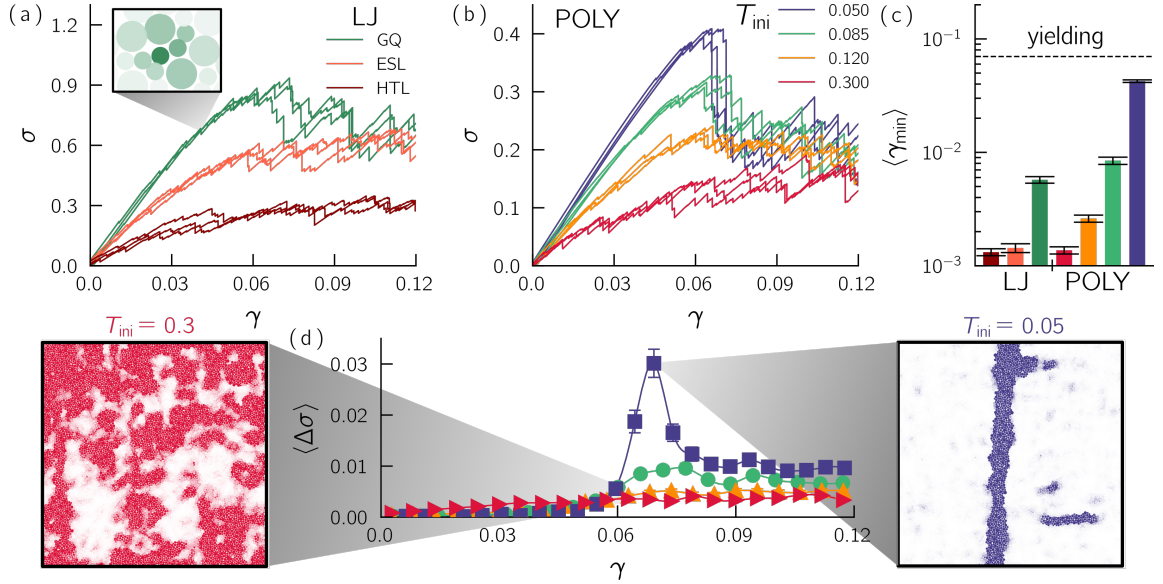 (a)
LJ
GQ
ESL
HTL
σ
1.2
0.9
0.6
0.3
0.0
0.0 0.03 0.06 0.09 0.12
γ
(b)
POLY
T_ini
0.050
0.085
0.120
0.300
σ
0.4
0.3
0.2
0.1
0.0
0.0 0.03 0.06 0.09 0.12
γ
(c)
yielding
⟨γ_min⟩
10⁻¹
10⁻²
10⁻³
LJ POLY
T_ini = 0.3
(d)
⟨Δσ⟩
0.03
0.02
0.01
0.00
0.0 0.03 0.06 0.09 0.12
γ
T_ini = 0.05